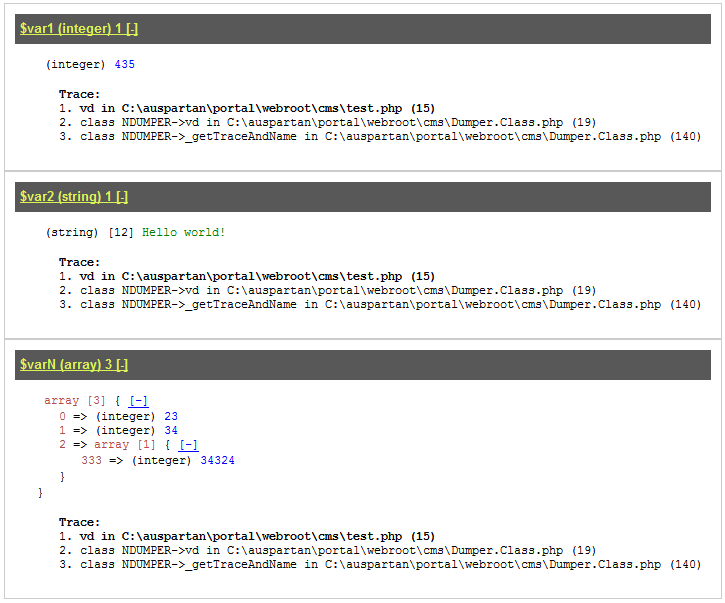 $var1 (integer) 1 [-]
(integer) 435
Trace:
1. vd in C:\auspartan\portal\webroot\cms\test.php (15)
2. class NDUMPER->vd in C:\auspartan\portal\webroot\cms\Dumper.Class.php (19)
3. class NDUMPER->_getTraceAndName in C:\auspartan\portal\webroot\cms\Dumper.Class.php (140)
$var2 (string) 1 [-]
(string) [12] Hello world!
Trace:
1. vd in C:\auspartan\portal\webroot\cms\test.php (15)
2. class NDUMPER->vd in C:\auspartan\portal\webroot\cms\Dumper.Class.php (19)
3. class NDUMPER->_getTraceAndName in C:\auspartan\portal\webroot\cms\Dumper.Class.php (140)
$varN (array) 3 [-]
array [3] { [-]
0 => (integer) 23
1 => (integer) 34
2 => array [1] { [-]
333 => (integer) 34324
}
}
Trace:
1. vd in C:\auspartan\portal\webroot\cms\test.php (15)
2. class NDUMPER->vd in C:\auspartan\portal\webroot\cms\Dumper.Class.php (19)
3. class NDUMPER->_getTraceAndName in C:\auspartan\portal\webroot\cms\Dumper.Class.php (140)